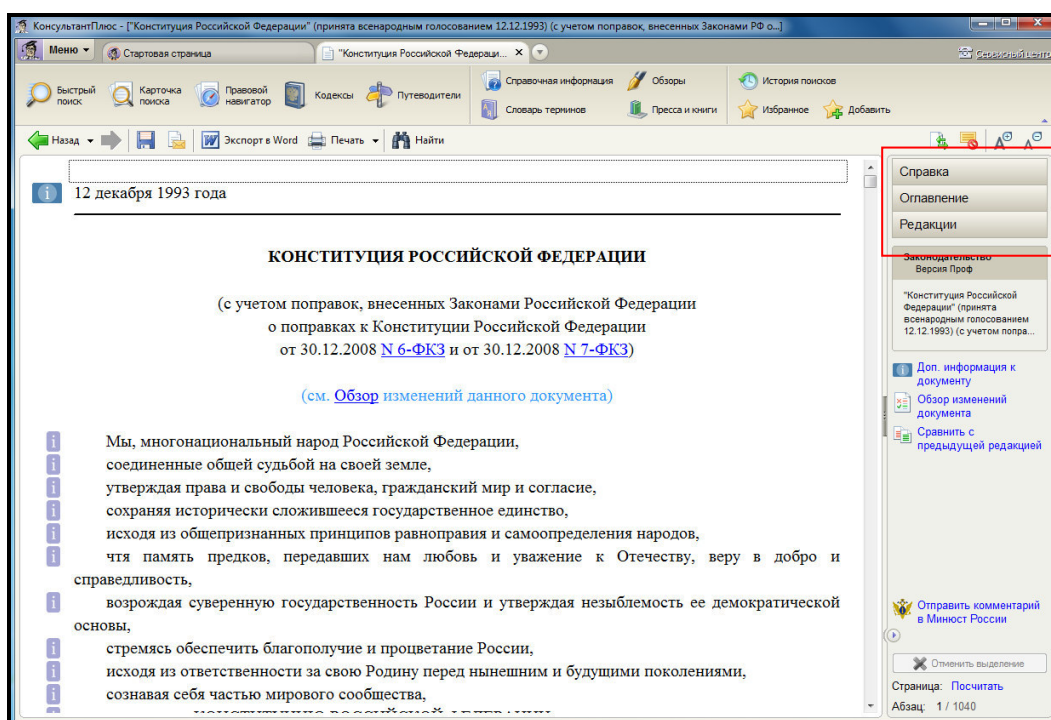 КонсультантПлюс - ["Конституция Российской Федерации" (принята всенародным голосованием 12.12.1993) (с учетом поправок, внесенных Законами РФ о...]
Меню
Стартовая страница
"Конституция Российской Федераци...
Сервисный центр
Быстрый поиск
Карточка поиска
Правовой навигатор
Кодексы
Путеводители
Справочная информация
Словарь терминов
Обзоры
Пресса и книги
История поисков
Избранное
Добавить
Назад
Экспорт в Word
Печать
Найти
12 декабря 1993 года
КОНСТИТУЦИЯ РОССИЙСКОЙ ФЕДЕРАЦИИ
(с учетом поправок, внесенных Законами Российской Федерации
о поправках к Конституции Российской Федерации
от 30.12.2008 N 6-ФКЗ и от 30.12.2008 N 7-ФКЗ)
(см. Обзор изменений данного документа)
Мы, многонациональный народ Российской Федерации,
соединенные общей судьбой на своей земле,
утверждая права и свободы человека, гражданский мир и согласие,
сохраняя исторически сложившееся государственное единство,
исходя из общепризнанных принципов равноправия и самоопределения народов,
чтя память предков, передавших нам любовь и уважение к Отечеству, веру в добро и
справедливость,
возрождая суверенную государственность России и утверждая незыблемость ее демократической
основы,
стремясь обеспечить благополучие и процветание России,
исходя из ответственности за свою Родину перед нынешним и будущими поколениями,
сознавая себя частью мирового сообщества,
Справка
Оглавление
Редакции
Законодательство
Версия Проф
"Конституция Российской
Федерации" (принята
всенародным голосованием
12.12.1993) (с учетом попра...
Доп. информация к
документу
Обзор изменений
документа
Сравнить с
предыдущей редакцией
Отправить комментарий
в Минюст России
Отменить выделение
Страница: Посчитать
Абзац: 1 / 1040